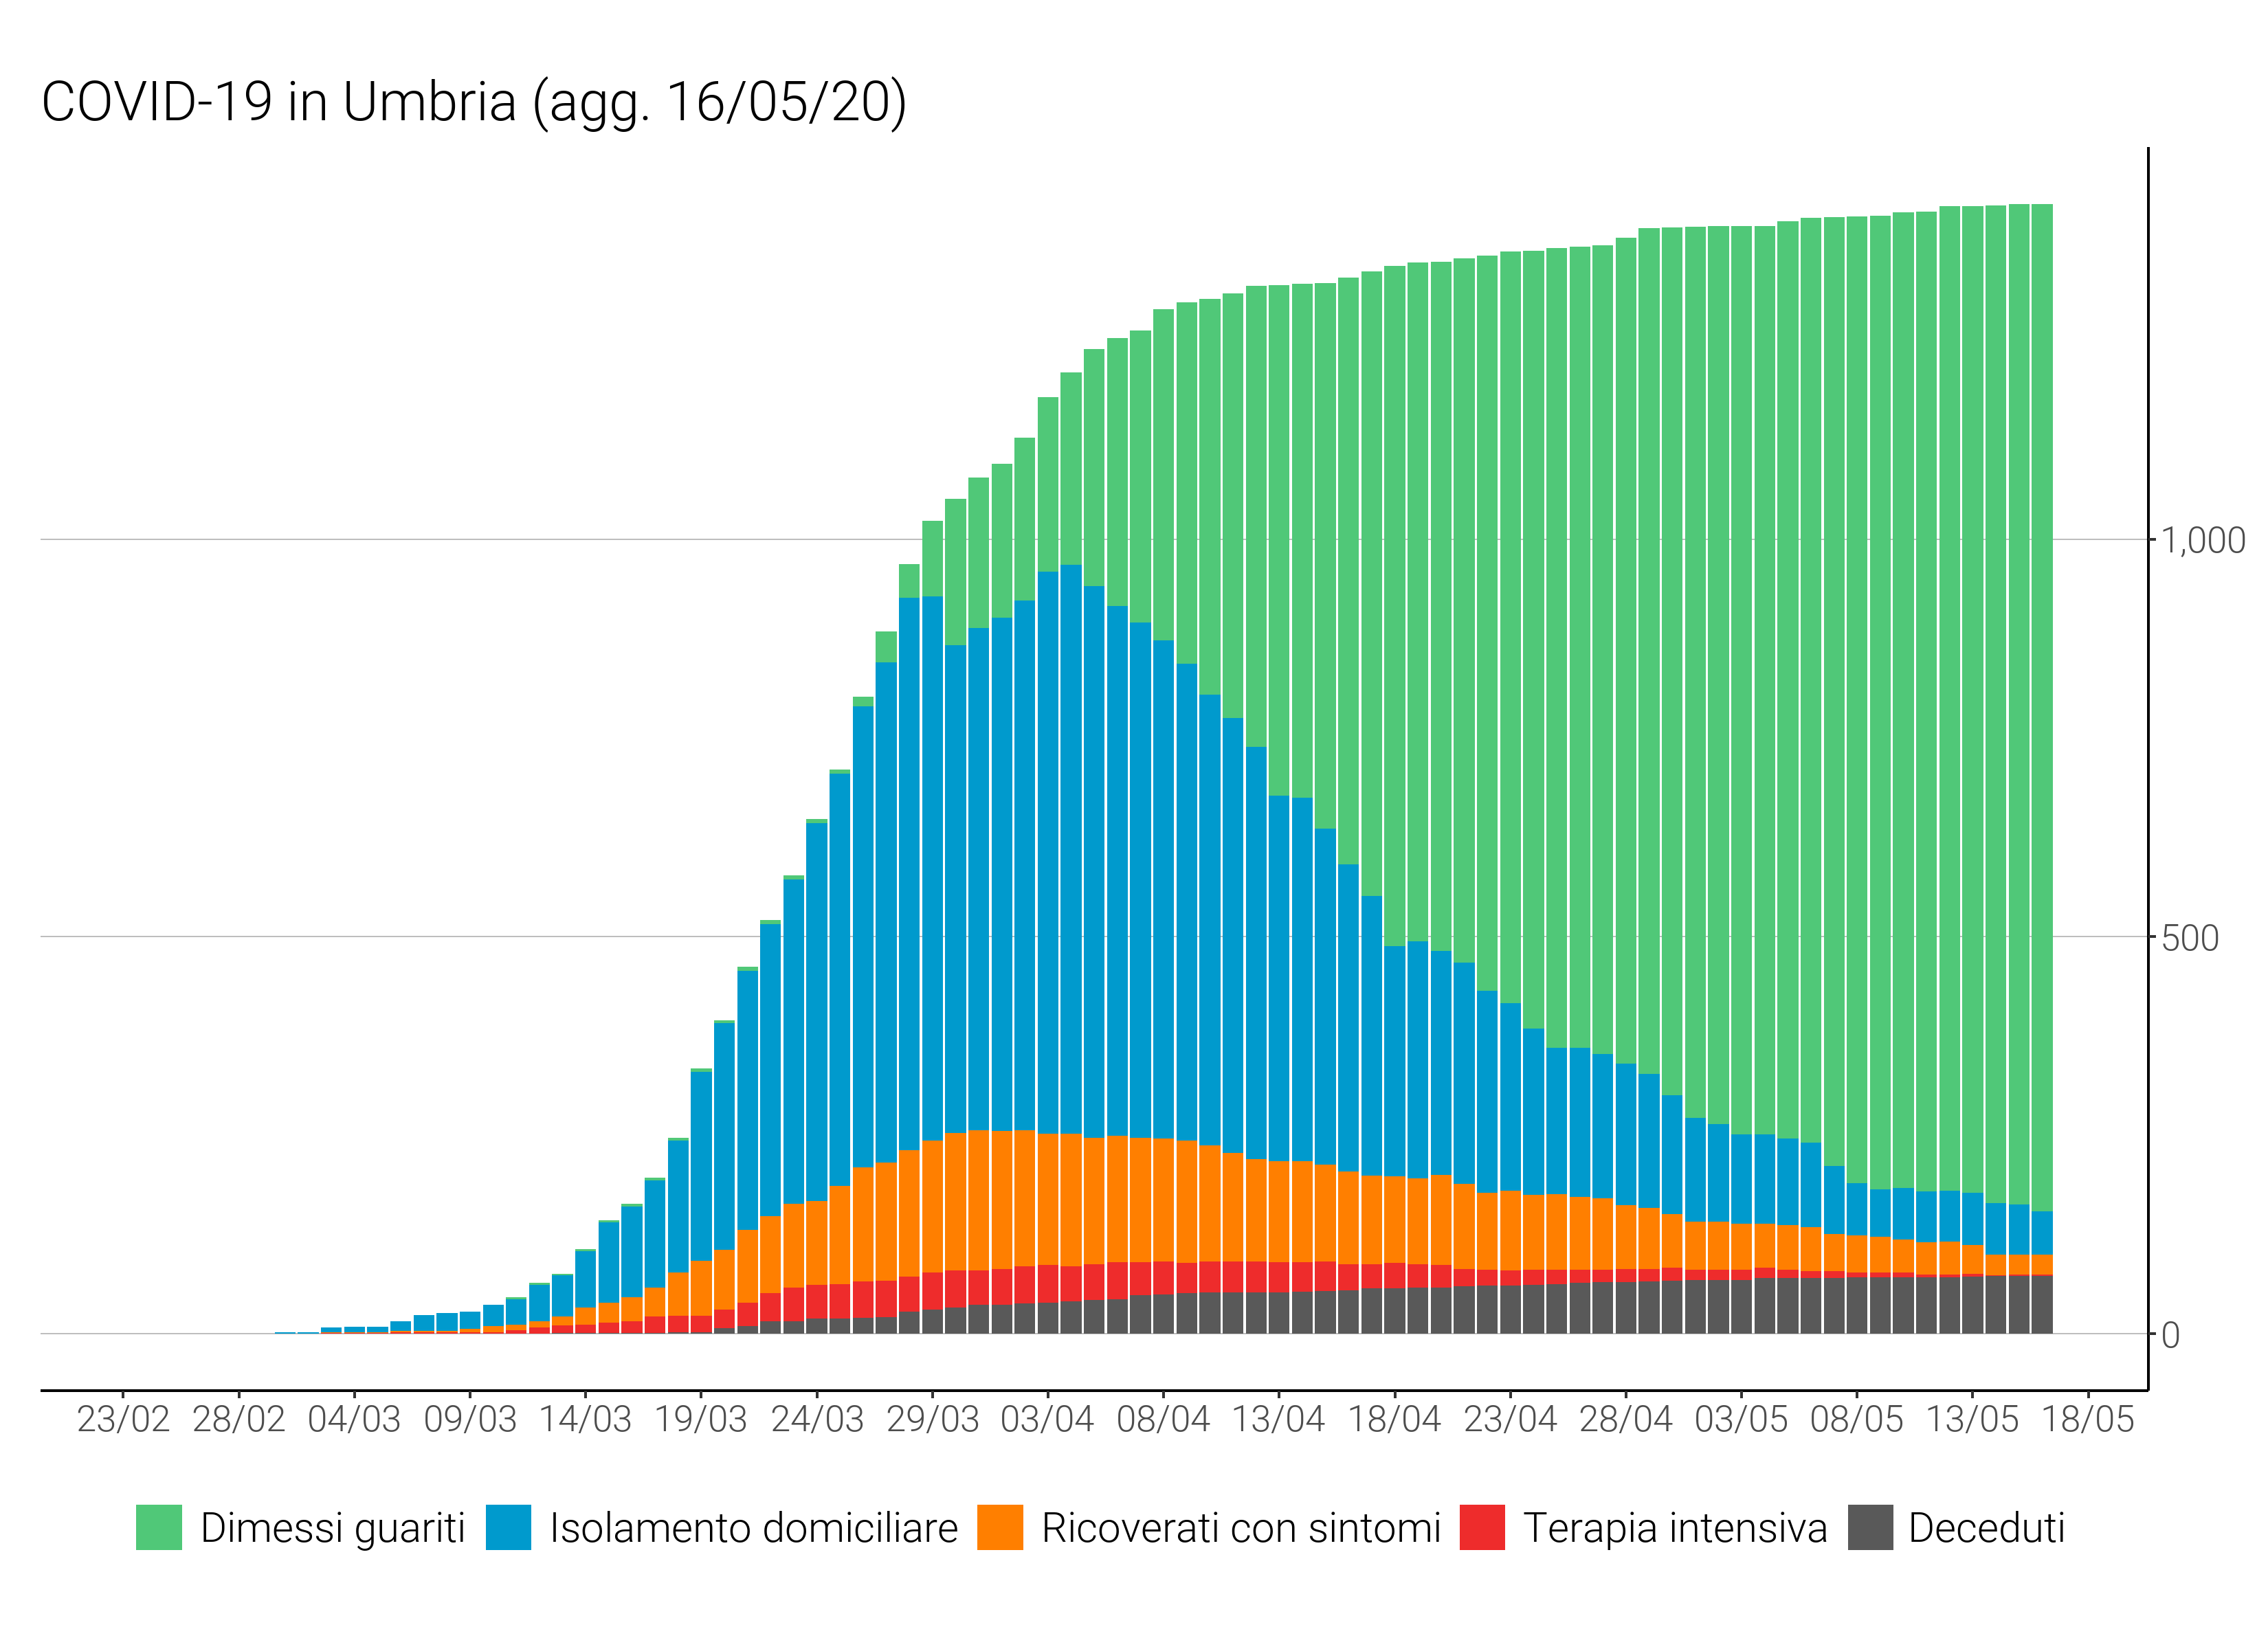 COVID-19 in Umbria (agg. 16/05/20)
1,000
500
0
23/02 28/02 04/03 09/03 14/03 19/03 24/03 29/03 03/04 08/04 13/04 18/04 23/04 28/04 03/05 08/05 13/05 18/05
Dimessi guariti Isolamento domiciliare Ricoverati con sintomi Terapia intensiva Deceduti